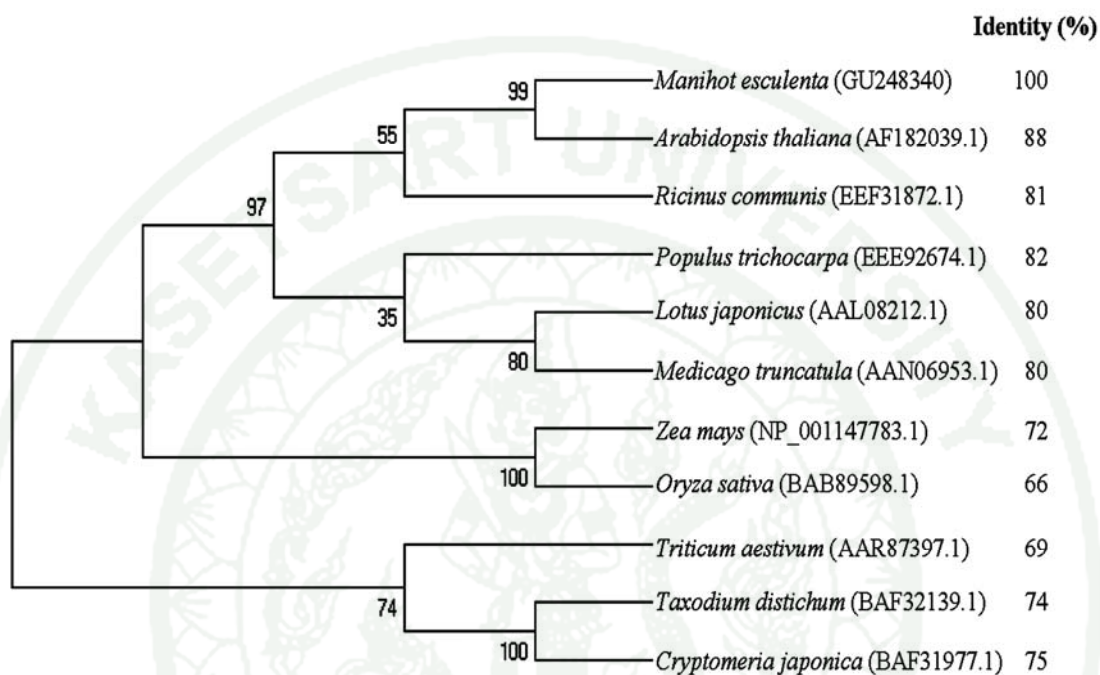 Identity (%)
Manihot esculenta (GU248340) 100
99
Arabidopsis thaliana (AF182039.1) 88
55
Ricinus communis (EEF31872.1) 81
97
Populus trichocarpa (EEE92674.1) 82
35
Lotus japonicus (AAL08212.1) 80
80
Medicago truncatula (AAN06953.1) 80
Zea mays (NP_001147783.1) 72
100
Oryza sativa (BAB89598.1) 66
Triticum aestivum (AAR87397.1) 69
74
Taxodium distichum (BAF32139.1) 74
100
Cryptomeria japonica (BAF31977.1) 75
KASETSART UNIVERSITY